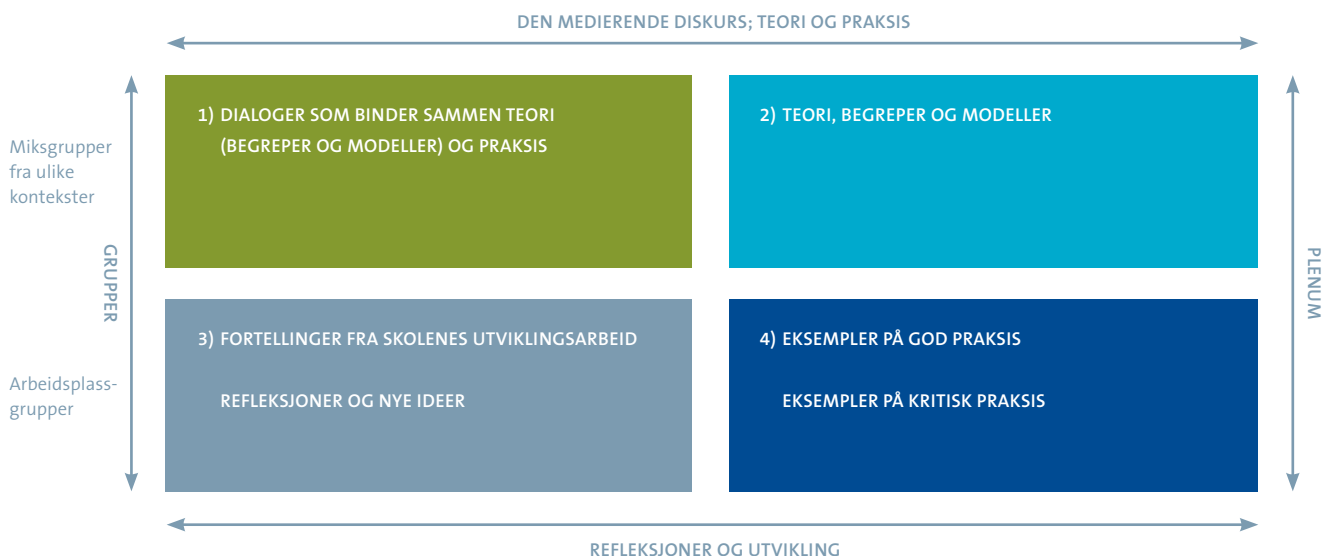 DEN MEDIERENDE DISKURS; TEORI OG PRAKSIS
Miksgrupper
fra ulike
kontekster
GRUPPER
Arbeidsplass-
grupper
1) DIALOGER SOM BINDER SAMMEN TEORI
(BEGREPER OG MODELLER) OG PRAKSIS
2) TEORI, BEGREPER OG MODELLER
3) FORTELLINGER FRA SKOLENES UTVIKLINGSARBEID
REFLEKSJONER OG NYE IDEER
4) EKSEMPLER PÅ GOD PRAKSIS
EKSEMPLER PÅ KRITISK PRAKSIS
PLENUM
REFLEKSJONER OG UTVIKLING